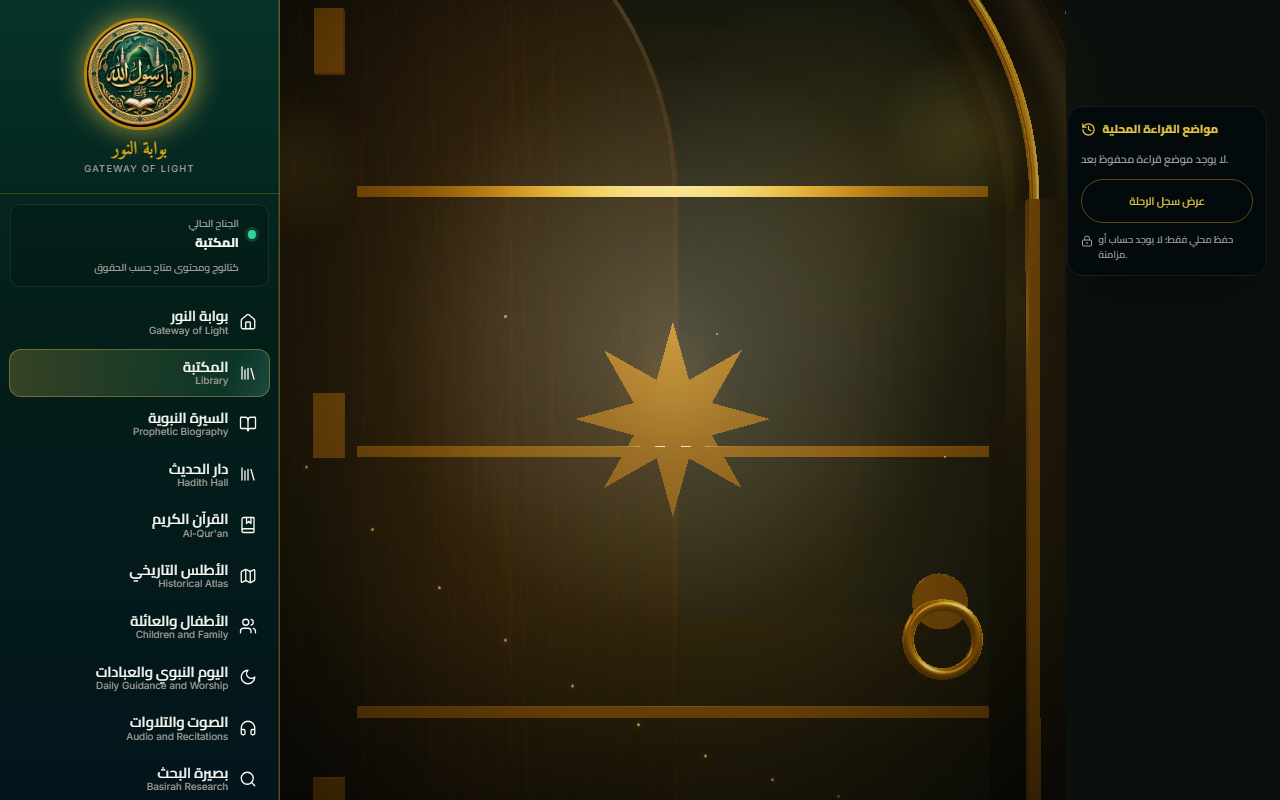 يا رسول الله
بوابة النور
GATEWAY OF LIGHT
الجناح الحالي
المكتبة
كتالوج ومحتوى متاح حسب الحقوق
بوابة النور
Gateway of Light
المكتبة
Library
السيرة النبوية
Prophetic Biography
دار الحديث
Hadith Hall
القرآن الكريم
Al-Qur'an
الأطلس التاريخي
Historical Atlas
الأطفال والعائلة
Children and Family
اليوم النبوي والعبادات
Daily Guidance and Worship
الصوت والتلاوات
Audio and Recitations
بصيرة البحث
Basirah Research
مواضع القراءة المحلية
لا يوجد موضع قراءة محفوظ بعد.
عرض سجل الرحلة
حفظ محلي فقط؛ لا يوجد حساب أو
مزامنة.